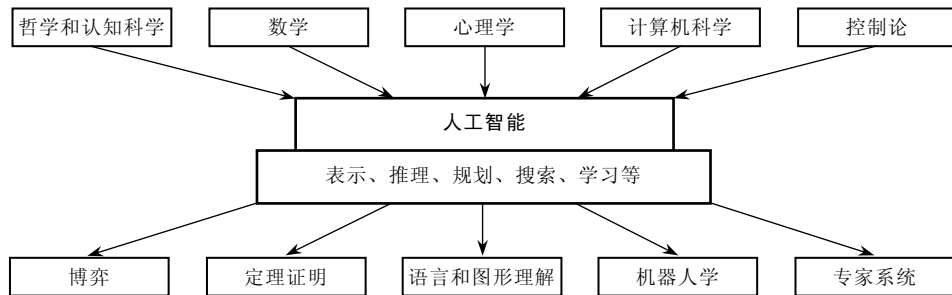 哲学和认知科学
数学
心理学
计算机科学
控制论
人工智能
表示、推理、规划、搜索、学习等
博弈
定理证明
语言和图形理解
机器人学
专家系统